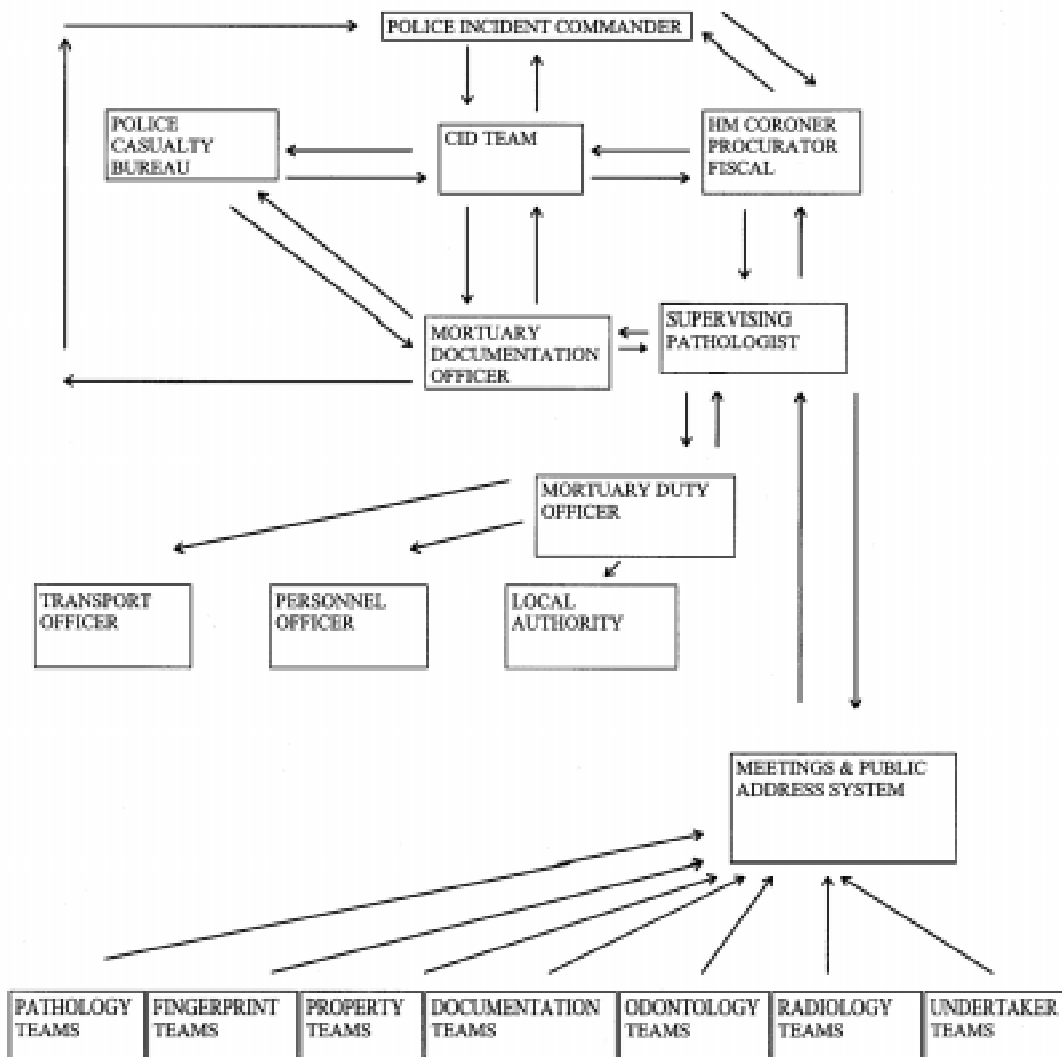 POLICE INCIDENT COMMANDER
POLICE
CASUALTY
BUREAU
CID TEAM
HM CORONER
PROCURATOR
FISCAL
MORTUARY
DOCUMENTATION
OFFICER
SUPERVISING
PATHOLOGIST
MORTUARY DUTY
OFFICER
TRANSPORT
OFFICER
PERSONNEL
OFFICER
LOCAL
AUTHORITY
MEETINGS & PUBLIC
ADDRESS SYSTEM
PATHOLOGY
TEAMS
FINGERPRINT
TEAMS
PROPERTY
TEAMS
DOCUMENTATION
TEAMS
ODONTOLOGY
TEAMS
RADIOLOGY
TEAMS
UNDERTAKER
TEAMS